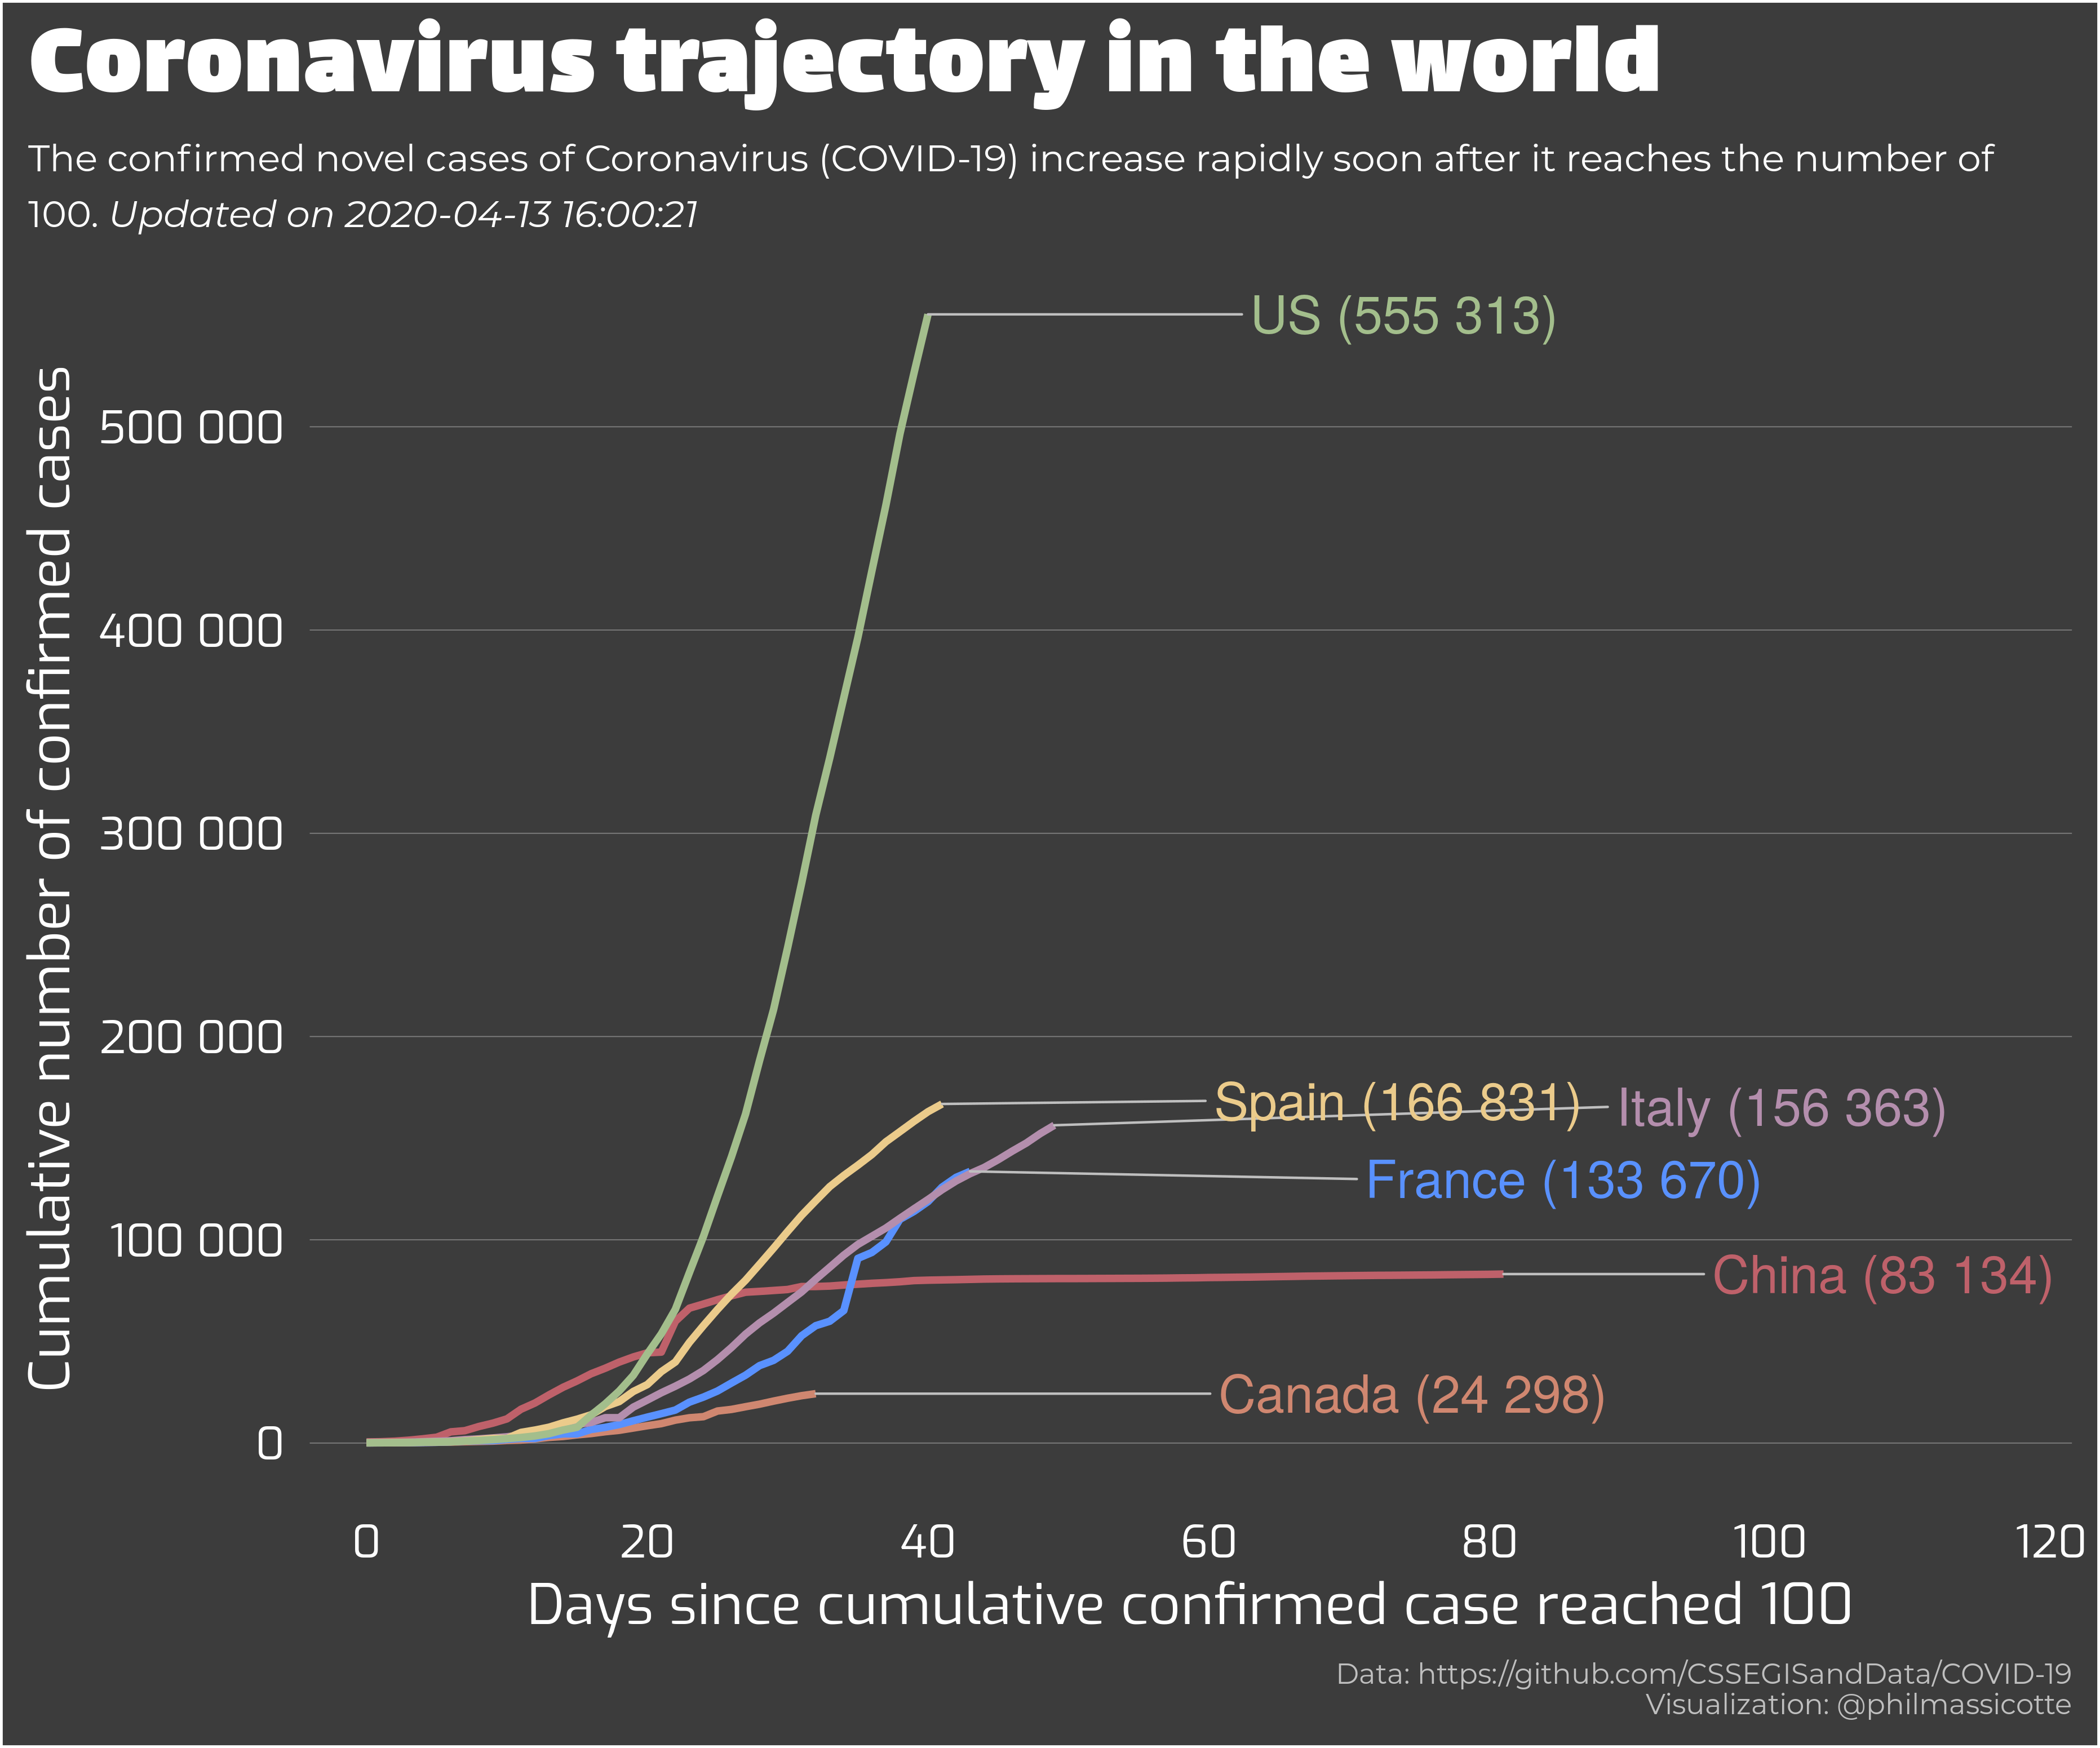 Coronavirus trajectory in the world
The confirmed novel cases of Coronavirus (COVID-19) increase rapidly soon after it reaches the number of
100. Updated on 2020-04-13 16:00:21
Cumulative number of confirmed cases
500 000
400 000
300 000
200 000
100 000
0
US (555 313)
Spain (166 831)
Italy (156 363)
France (133 670)
China (83 134)
Canada (24 298)
0 20 40 60 80 100 120
Days since cumulative confirmed case reached 100
Data: https://github.com/CSSEGISandData/COVID-19
Visualization: @philmassicotte